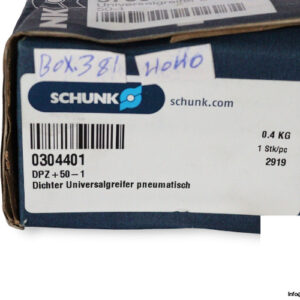 Universalgreifer
BOX.381 HOHO
SCHUNK
schunk.com
0.4 KG
1 Stk/pc
2919
0304401
DPZ+50-1
Dichter Universalgreifer pneumatisch